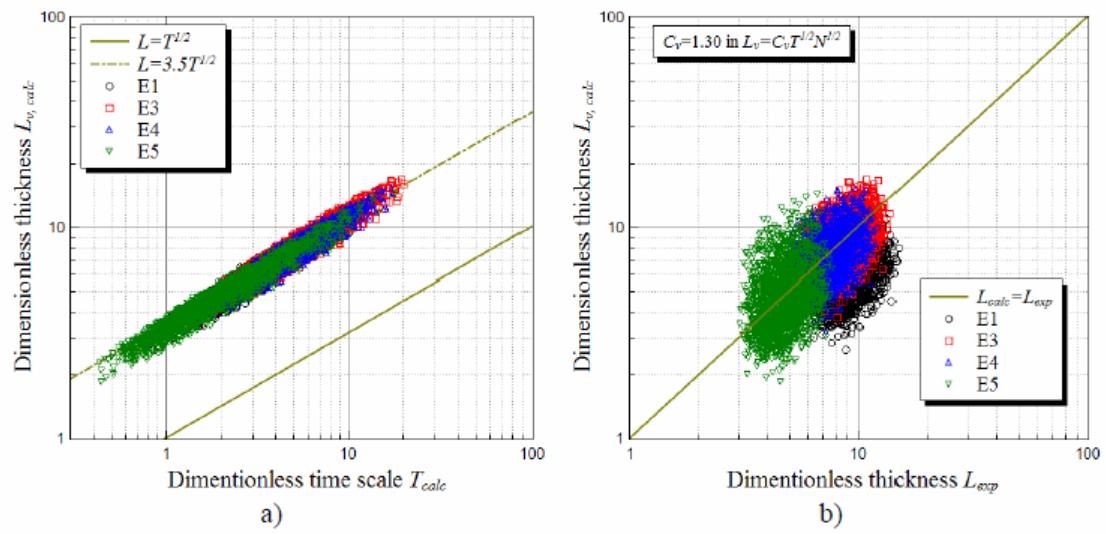 100
10
1
Dimensionless thickness L_v, calc
L=T^1/2
L=3.5T^1/2
E1
E3
E4
E5
1
10
100
Dimentionless time scale T_calc
a)
100
10
1
Dimensionless thickness L_v, calc
C_v=1.30 in L_v=C_vT^1/2N^1/2
L_calc=L_exp
E1
E3
E4
E5
1
10
100
Dimentionless thickness L_exp
b)